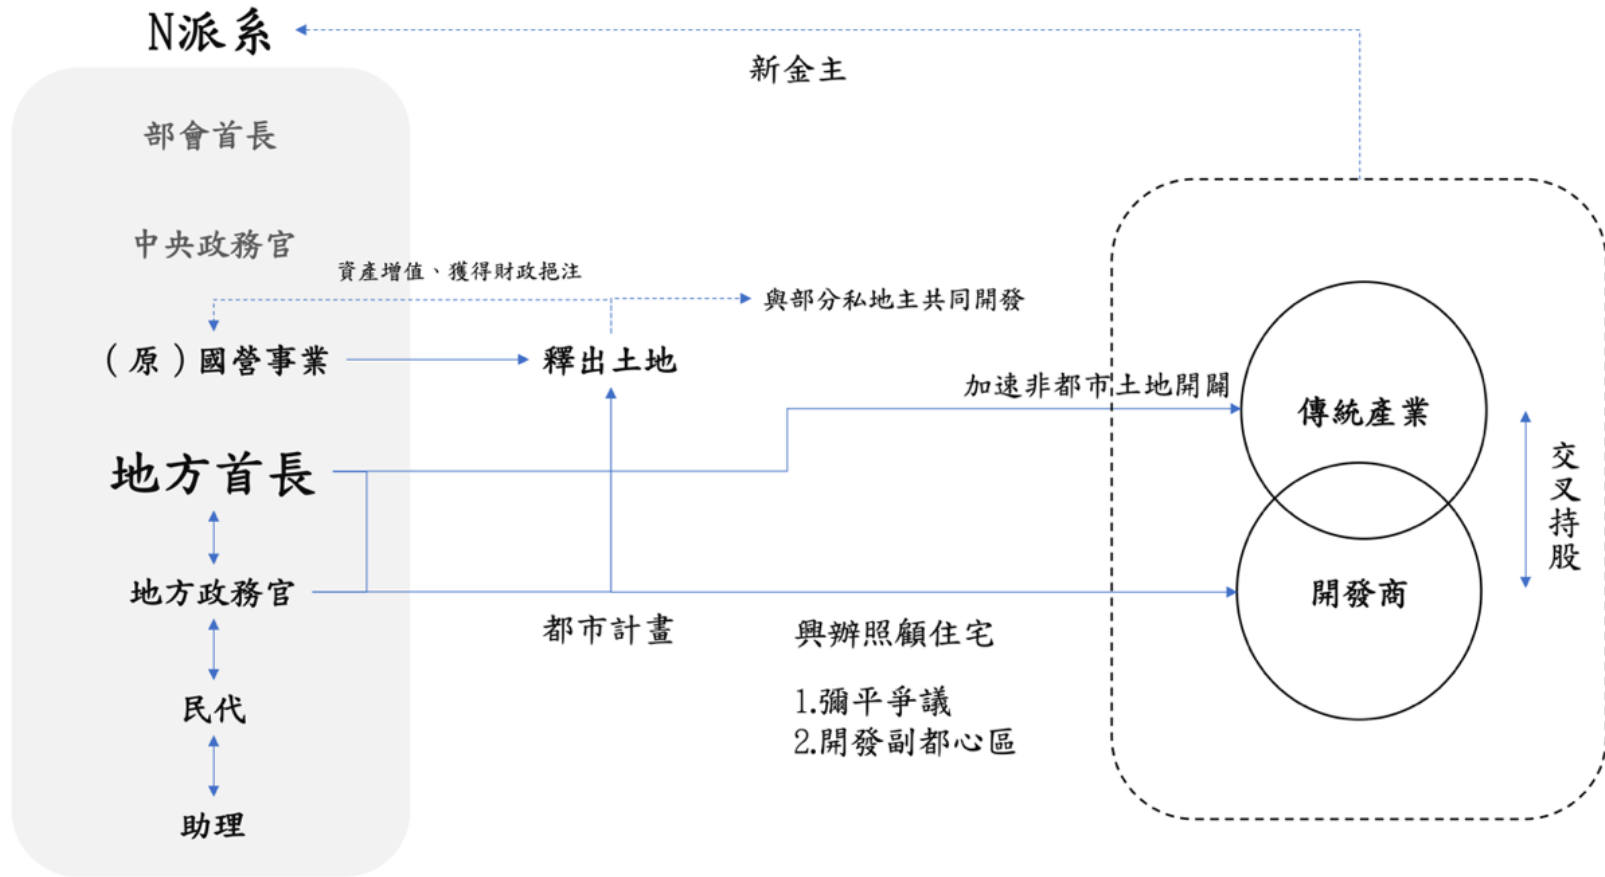 N派系
新金主
部會首長
中央政務官
資產增值、獲得財政挹注
與部分私地主共同開發
（原）國營事業
釋出土地
加速非都市土地開闢
傳統產業
地方首長
交叉持股
地方政務官
開發商
都市計畫
興辦照顧住宅
1.彌平爭議
2.開發副都心區
民代
助理